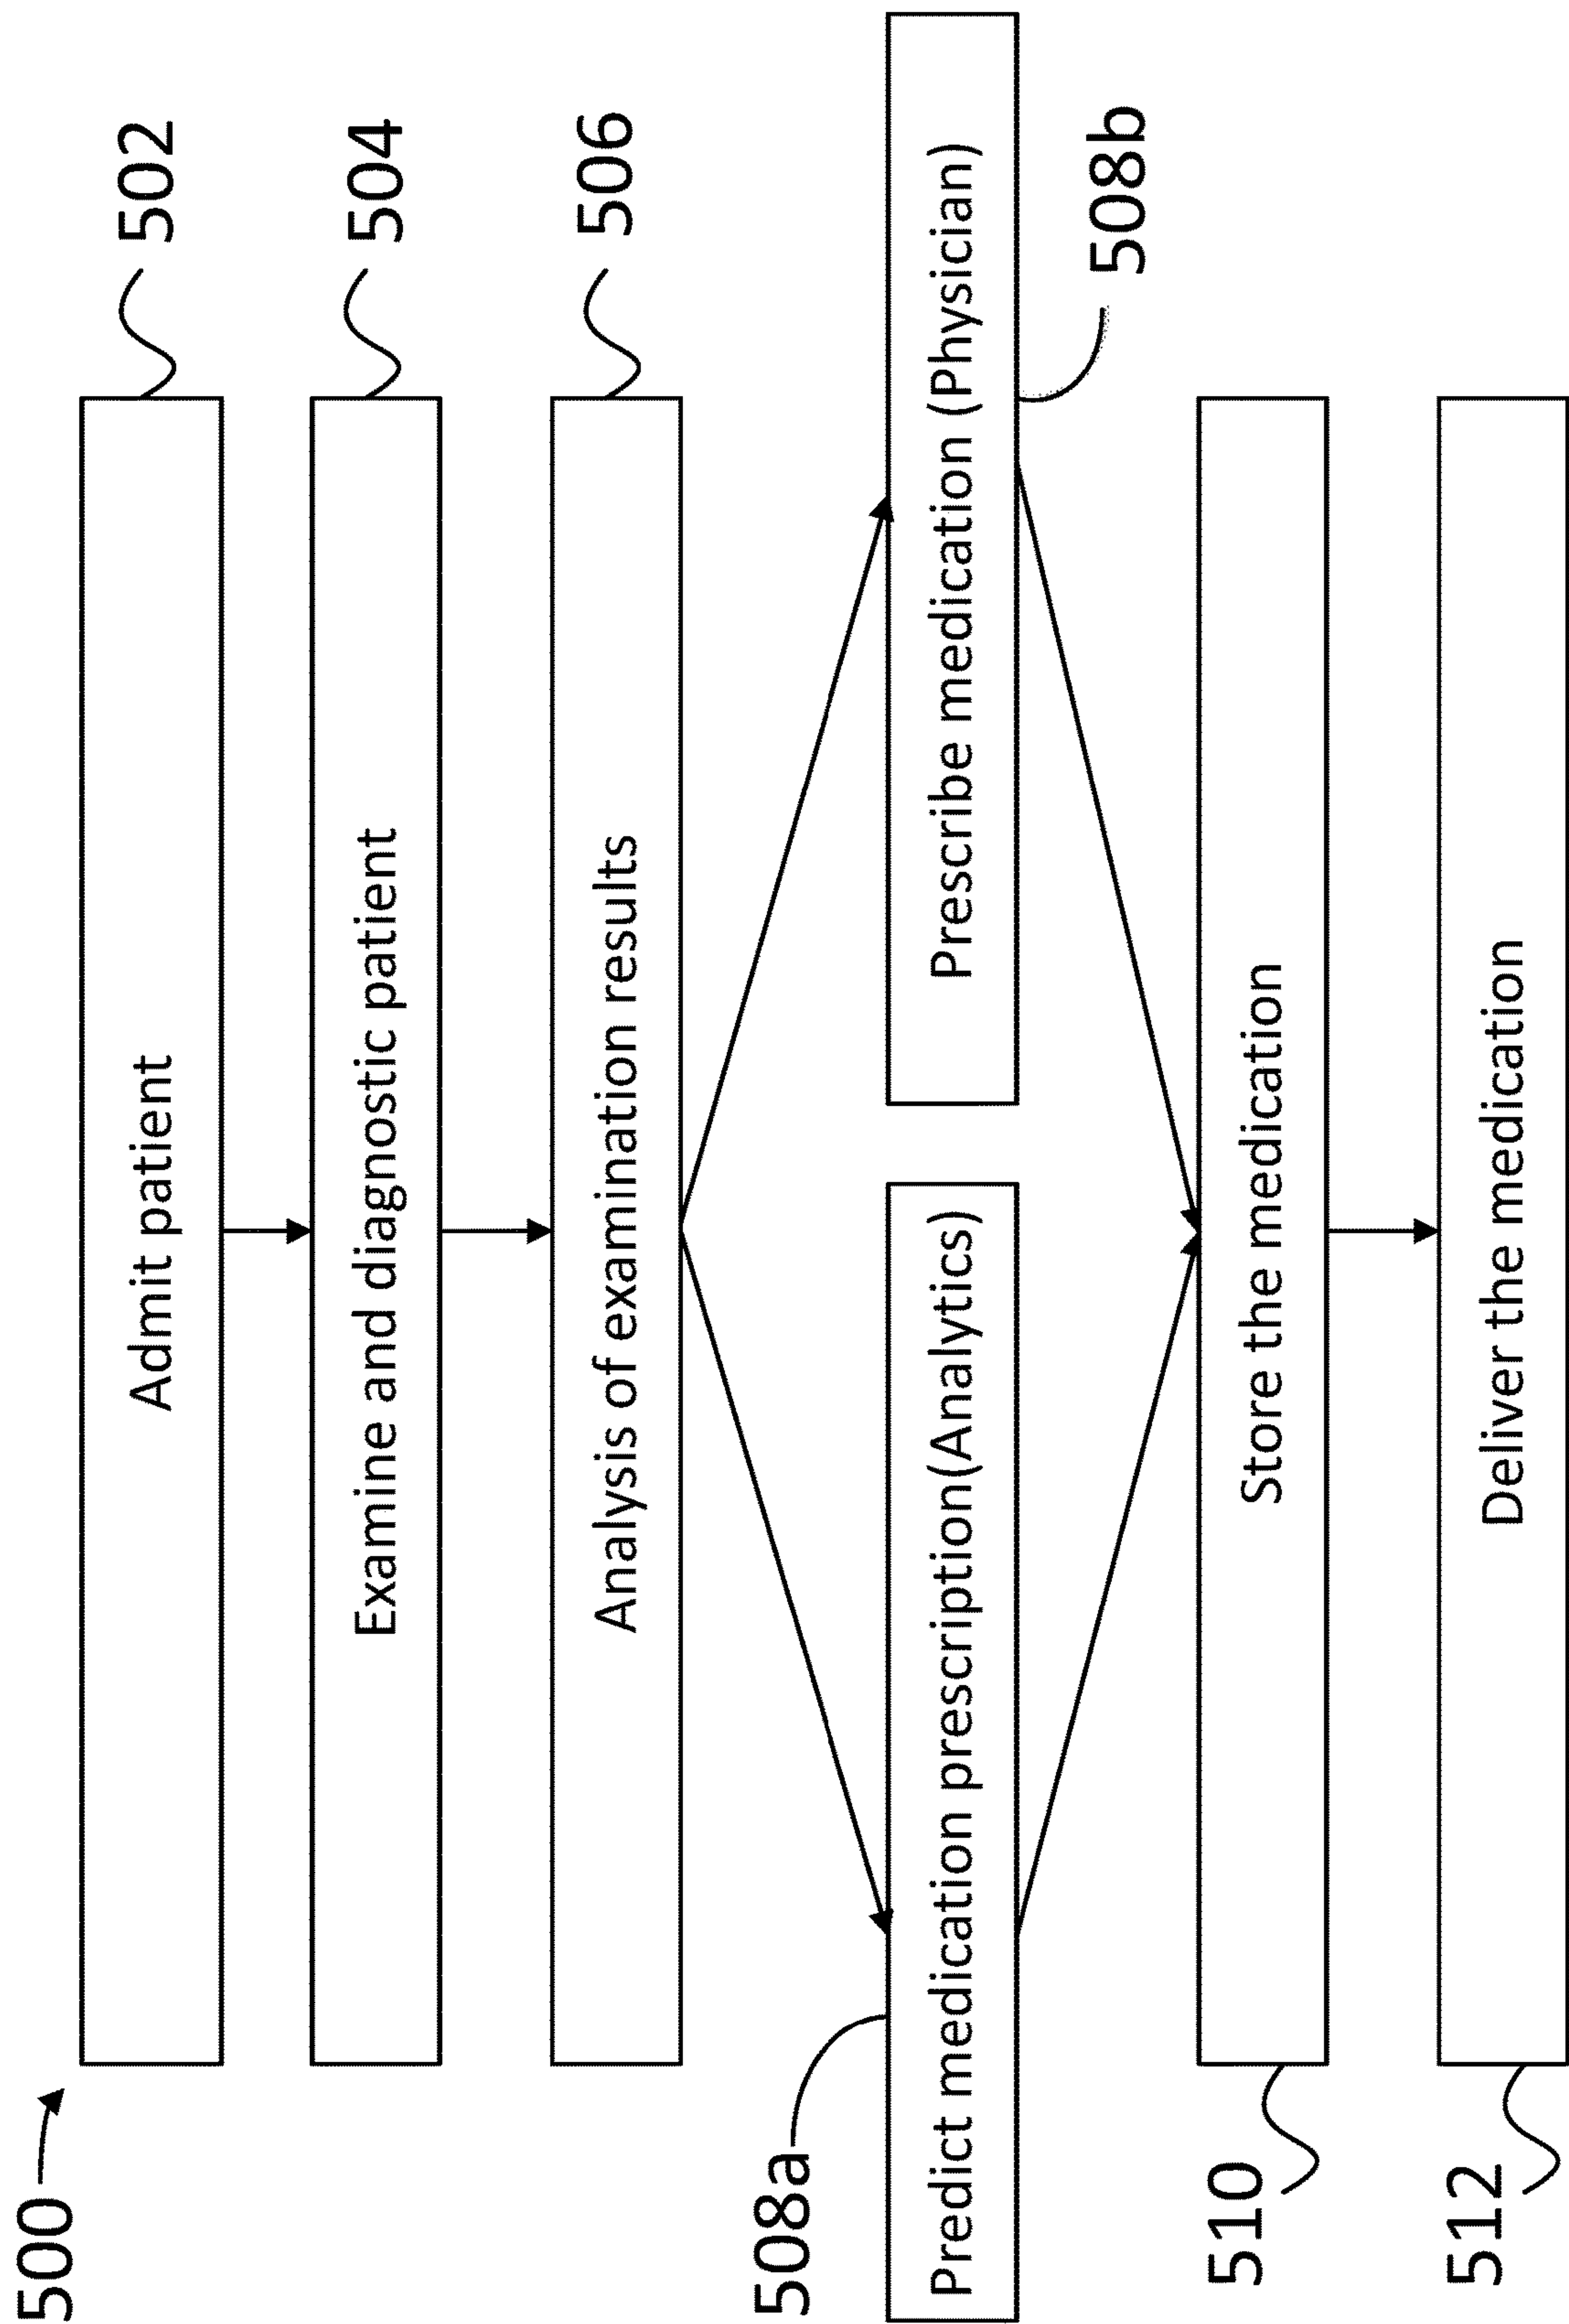 500
Admit patient
502
Examine and diagnostic patient
504
Analysis of examination results
506
508a
Predict medication prescription(Analytics)
Prescribe medication (Physician)
508b
510
Store the medication
512
Deliver the medication